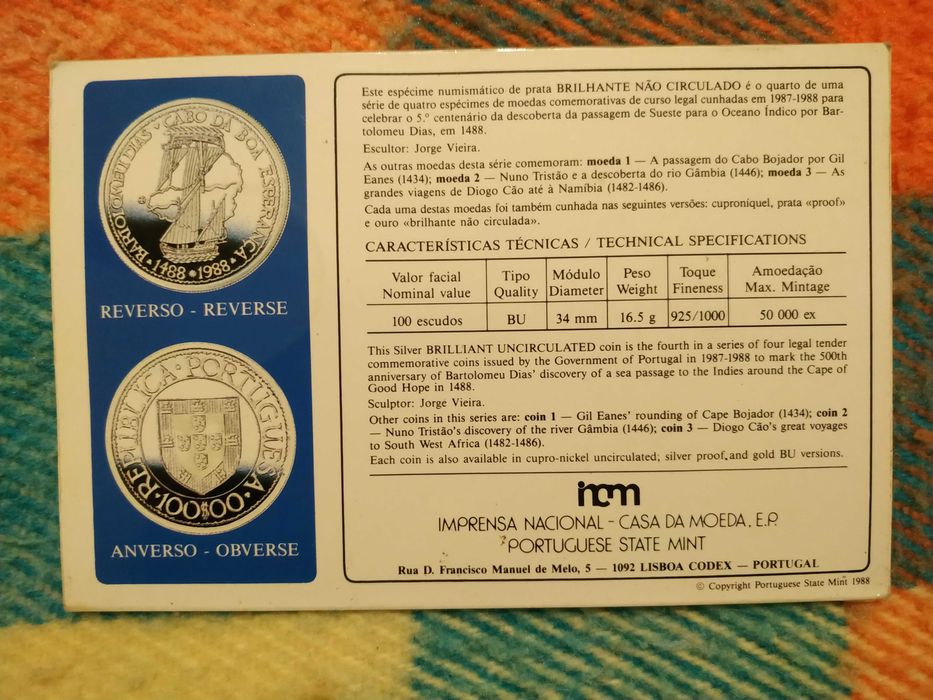 BARTOLOMEU DIAS · CABO DA BOA ESPERANÇA
· 1488 * 1988 ·
REVERSO - REVERSE
REPÚBLICA · PORTUGUESA
· 100$00 ·
ANVERSO - OBVERSE
Este espécime numismático de prata BRILHANTE NÃO CIRCULADO é o quarto de uma
série de quatro espécimes de moedas comemorativas de curso legal cunhadas em 1987-1988 para
celebrar o 5.º centenário da descoberta da passagem de Sueste para o Oceano Índico por Bar-
tolomeu Dias, em 1488.
Escultor: Jorge Vieira.
As outras moedas desta série comemoram: moeda 1 — A passagem do Cabo Bojador por Gil
Eanes (1434); moeda 2 — Nuno Tristão e a descoberta do rio Gâmbia (1446); moeda 3 — As
grandes viagens de Diogo Cão até à Namíbia (1482-1486).
Cada uma destas moedas foi também cunhada nas seguintes versões: cuproníquel, prata «proof»
e ouro «brilhante não circulada».
CARACTERÍSTICAS TÉCNICAS / TECHNICAL SPECIFICATIONS
Valor facial Tipo Módulo Peso Toque Amoedação
Nominal value Quality Diameter Weight Fineness Max. Mintage
100 escudos BU 34 mm 16.5 g 925/1000 50 000 ex
This Silver BRILLIANT UNCIRCULATED coin is the fourth in a series of four legal tender
commemorative coins issued by the Government of Portugal in 1987-1988 to mark the 500th
anniversary of Bartolomeu Dias' discovery of a sea passage to the Indies around the Cape of
Good Hope in 1488.
Sculptor: Jorge Vieira.
Other coins in this series are: coin 1 — Gil Eanes' rounding of Cape Bojador (1434); coin 2
— Nuno Tristão's discovery of the river Gâmbia (1446); coin 3 — Diogo Cão's great voyages
to South West Africa (1482-1486).
Each coin is also available in cupro-nickel uncirculated; silver proof and gold BU versions.
incm
IMPRENSA NACIONAL - CASA DA MOEDA, E.P.
PORTUGUESE STATE MINT
Rua D. Francisco Manuel de Melo, 5 — 1092 LISBOA CODEX — PORTUGAL
© Copyright Portuguese State Mint 1988